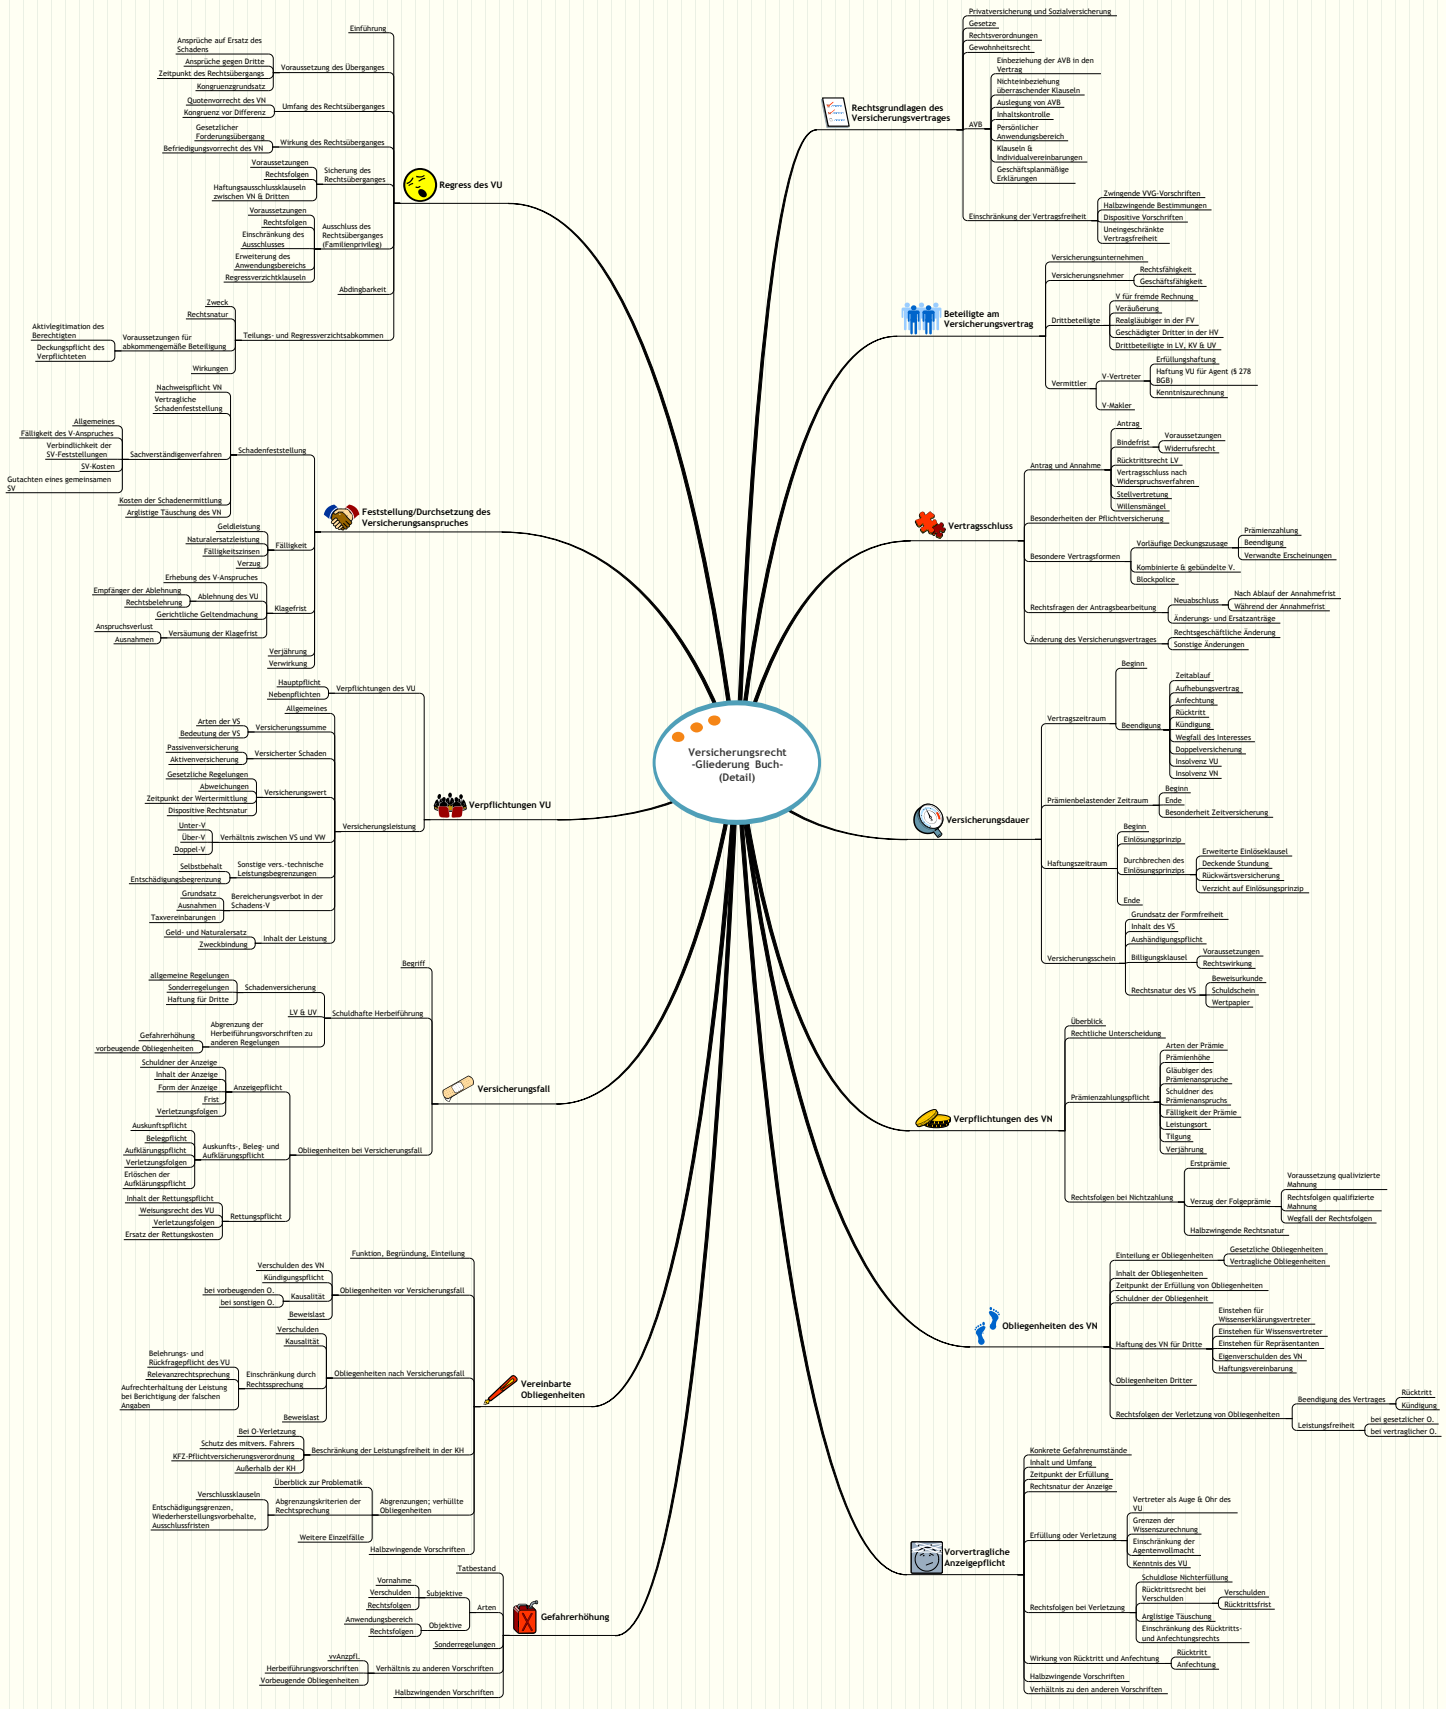 Versicherungsrecht
-Gliederung Buch-
(Detail)
Rechtsgrundlagen des
Versicherungsvertrages
Privatversicherung und Sozialversicherung
Gesetze
Rechtsverordnungen
Gewohnheitsrecht
AVB
Einbeziehung der AVB in den
Vertrag
Nichteinbeziehung
überraschender Klauseln
Auslegung von AVB
Inhaltskontrolle
Persönlicher
Anwendungsbereich
Klauseln &
Individualvereinbarungen
Geschäftsplanmäßige
Erklärungen
Einschränkung der Vertragsfreiheit
Zwingende VVG-Vorschriften
Halbzwingende Bestimmungen
Dispositive Vorschriften
Uneingeschränkte
Vertragsfreiheit
Beteiligte am
Versicherungsvertrag
Versicherungsunternehmen
Versicherungsnehmer
Rechtsfähigkeit
Geschäftsfähigkeit
Drittbeteiligte
V für fremde Rechnung
Veräußerung
Realgläubiger in der FV
Geschädigter Dritter in der HV
Drittbeteiligte in LV, KV & UV
Vermittler
V-Vertreter
Erfüllungshaftung
Haftung VU für Agent (§ 278
BGB)
Kenntniszurechnung
V-Makler
Vertragsschluss
Antrag und Annahme
Antrag
Bindefrist
Voraussetzungen
Widerrufsrecht
Rücktrittsrecht LV
Vertragsschluss nach
Widerspruchsverfahren
Stellvertretung
Willensmängel
Besonderheiten der Pflichtversicherung
Besondere Vertragsformen
Vorläufige Deckungszusage
Prämienzahlung
Beendigung
Verwandte Erscheinungen
Kombinierte & gebündelte V.
Blockpolice
Rechtsfragen der Antragsbearbeitung
Neuabschluss
Nach Ablauf der Annahmefrist
Während der Annahmefrist
Änderungs- und Ersatzanträge
Änderung des Versicherungsvertrages
Rechtsgeschäftliche Änderung
Sonstige Änderungen
Versicherungsdauer
Vertragszeitraum
Beginn
Beendigung
Zeitablauf
Aufhebungsvertrag
Anfechtung
Rücktritt
Kündigung
Wegfall des Interesses
Doppelversicherung
Insolvenz VU
Insolvenz VN
Prämienbelastender Zeitraum
Beginn
Ende
Besonderheit Zeitversicherung
Haftungszeitraum
Beginn
Einlösungsprinzip
Durchbrechen des
Einlösungsprinzips
Erweiterte Einlöseklausel
Deckende Stundung
Rückwärtsversicherung
Verzicht auf Einlösungsprinzip
Ende
Versicherungsschein
Grundsatz der Formfreiheit
Inhalt des VS
Aushändigungspflicht
Billigungsklausel
Voraussetzungen
Rechtswirkung
Rechtsnatur des VS
Beweisurkunde
Schuldschein
Wertpapier
Verpflichtungen des VN
Überblick
Rechtliche Unterscheidung
Prämienzahlungspflicht
Arten der Prämie
Prämienhöhe
Gläubiger des
Prämienanspruche
Schuldner des
Prämienanspruchs
Fälligkeit der Prämie
Leistungsort
Tilgung
Verjährung
Rechtsfolgen bei Nichtzahlung
Erstprämie
Verzug der Folgeprämie
Voraussetzung qualivizierte
Mahnung
Rechtsfolgen qualifizierte
Mahnung
Wegfall der Rechtsfolgen
Halbzwingende Rechtsnatur
Obliegenheiten des VN
Einteilung er Obliegenheiten
Gesetzliche Obliegenheiten
Vertragliche Obliegenheiten
Inhalt der Obliegenheiten
Zeitpunkt der Erfüllung von Obliegenheiten
Schuldner der Obliegenheit
Haftung des VN für Dritte
Einstehen für
Wissenserklärungsvertreter
Einstehen für Wissensvertreter
Einstehen für Repräsentanten
Eigenverschulden des VN
Haftungsvereinbarung
Obliegenheiten Dritter
Rechtsfolgen der Verletzung von Obliegenheiten
Beendigung des Vertrages
Rücktritt
Kündigung
Leistungsfreiheit
bei gesetzlicher O.
bei vertraglicher O.
Vorvertragliche
Anzeigepflicht
Konkrete Gefahrenumstände
Inhalt und Umfang
Zeitpunkt der Erfüllung
Rechtsnatur der Anzeige
Erfüllung oder Verletzung
Vertreter als Auge & Ohr des
VU
Grenzen der
Wissenszurechnung
Einschränkung der
Agentenvollmacht
Kenntnis des VU
Rechtsfolgen bei Verletzung
Schuldlose Nichterfüllung
Rücktrittsrecht bei
Verschulden
Verschulden
Rücktrittsfrist
Arglistige Täuschung
Einschränkung des Rücktritts-
und Anfechtungsrechts
Wirkung von Rücktritt und Anfechtung
Rücktritt
Anfechtung
Halbzwingende Vorschriften
Verhältnis zu den anderen Vorschriften
Regress des VU
Einführung
Voraussetzung des Überganges
Ansprüche auf Ersatz des
Schadens
Ansprüche gegen Dritte
Zeitpunkt des Rechtsübergangs
Kongruenzgrundsatz
Umfang des Rechtsüberganges
Quotenvorrecht des VN
Kongruenz vor Differenz
Wirkung des Rechtsüberganges
Gesetzlicher
Forderungsübergang
Befriedigungsvorrecht des VN
Sicherung des
Rechtsüberganges
Voraussetzungen
Rechtsfolgen
Haftungsausschlussklauseln
zwischen VN & Dritten
Ausschluss des
Rechtsüberganges
(Familienprivileg)
Voraussetzungen
Rechtsfolgen
Einschränkung des
Ausschlusses
Erweiterung des
Anwendungsbereichs
Regressverzichtklauseln
Abdingbarkeit
Teilungs- und Regressverzichtsabkommen
Zweck
Rechtsnatur
Voraussetzungen für
abkommengemäße Beteiligung
Aktivlegitimation des
Berechtigten
Deckungspflicht des
Verpflichteten
Wirkungen
Feststellung/Durchsetzung des
Versicherungsanspruches
Schadenfeststellung
Nachweispflicht VN
Vertragliche
Schadenfeststellung
Sachverständigenverfahren
Allgemeines
Fälligkeit des V-Anspruches
Verbindlichkeit der
SV-Feststellungen
SV-Kosten
Gutachten eines gemeinsamen
SV
Kosten der Schadenermittlung
Arglistige Täuschung des VN
Fälligkeit
Geldleistung
Naturalersatzleistung
Fälligkeitszinsen
Verzug
Klagefrist
Erhebung des V-Anspruches
Ablehnung des VU
Empfänger der Ablehnung
Rechtsbelehrung
Gerichtliche Geltendmachung
Versäumung der Klagefrist
Anspruchsverlust
Ausnahmen
Verjährung
Verwirkung
Verpflichtungen VU
Verpflichtungen des VU
Hauptpflicht
Nebenpflichten
Versicherungsleistung
Allgemeines
Versicherungssumme
Arten der VS
Bedeutung der VS
Versicherter Schaden
Passivenversicherung
Aktivenversicherung
Versicherungswert
Gesetzliche Regelungen
Abweichungen
Zeitpunkt der Wertermittlung
Dispositive Rechtsnatur
Verhältnis zwischen VS und VW
Unter-V
Über-V
Doppel-V
Sonstige vers.-technische
Leistungsbegrenzungen
Selbstbehalt
Entschädigungsbegrenzung
Bereicherungsverbot in der
Schadens-V
Grundsatz
Ausnahmen
Taxvereinbarungen
Inhalt der Leistung
Geld- und Naturalersatz
Zweckbindung
Versicherungsfall
Begriff
Schuldhafte Herbeiführung
Schadenversicherung
allgemeine Regelungen
Sonderregelungen
Haftung für Dritte
LV & UV
Abgrenzung der
Herbeiführungsvorschriften zu
anderen Regelungen
Gefahrerhöhung
vorbeugende Obliegenheiten
Obliegenheiten bei Versicherungsfall
Anzeigepflicht
Schuldner der Anzeige
Inhalt der Anzeige
Form der Anzeige
Frist
Verletzungsfolgen
Auskunfts-, Beleg- und
Aufklärungspflicht
Auskunftspflicht
Belegpflicht
Aufklärungspflicht
Verletzungsfolgen
Erlöschen der
Aufklärungspflicht
Rettungspflicht
Inhalt der Rettungspflicht
Weisungsrecht des VU
Verletzungsfolgen
Ersatz der Rettungskosten
Vereinbarte
Obliegenheiten
Funktion, Begründung, Einteilung
Obliegenheiten vor Versicherungsfall
Verschulden des VN
Kündigungspflicht
Kausalität
bei vorbeugenden O.
bei sonstigen O.
Beweislast
Obliegenheiten nach Versicherungsfall
Verschulden
Kausalität
Einschränkung durch
Rechtssprechung
Belehrungs- und
Rückfragepflicht des VU
Relevanzrechtsprechung
Aufrechterhaltung der Leistung
bei Berichtigung der falschen
Angaben
Beweislast
Beschränkung der Leistungsfreiheit in der KH
Bei O-Verletzung
Schutz des mitvers. Fahrers
KFZ-Pflichtversicherungsverordnung
Außerhalb der KH
Abgrenzungen; verhüllte
Obliegenheiten
Überblick zur Problematik
Abgrenzungskriterien der
Rechtsprechung
Verschlussklauseln
Entschädigungsgrenzen,
Wiederherstellungsvorbehalte,
Ausschlussfristen
Weitere Einzelfälle
Halbzwingende Vorschriften
Gefahrerhöhung
Tatbestand
Arten
Subjektive
Vornahme
Verschulden
Rechtsfolgen
Objektive
Anwendungsbereich
Rechtsfolgen
Sonderregelungen
Verhältnis zu anderen Vorschriften
vvAnzpfl.
Herbeiführungsvorschriften
Vorbeugende Obliegenheiten
Halbzwingenden Vorschriften